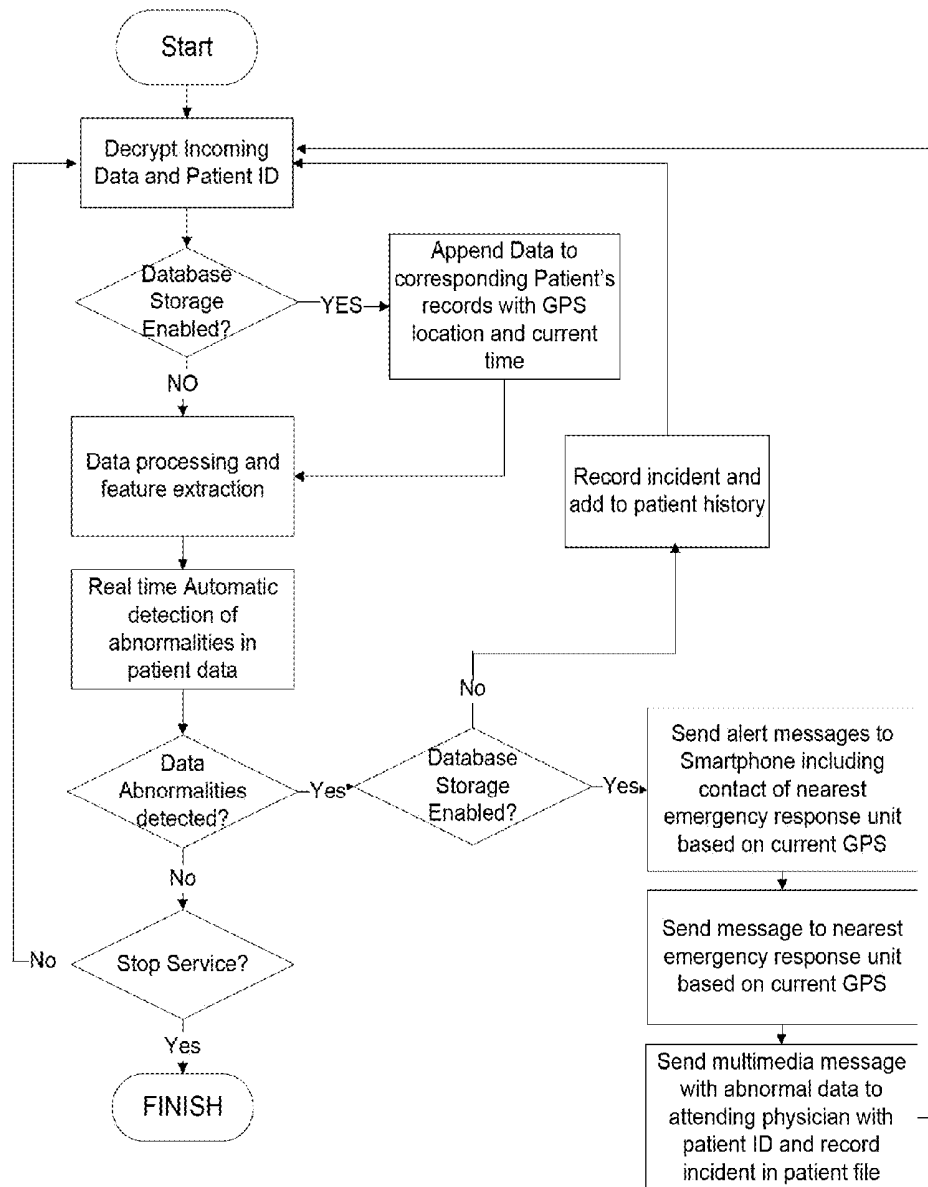 Start
Decrypt Incoming
Data and Patient ID
Database
Storage
Enabled?
YES
Append Data to
corresponding Patient's
records with GPS
location and current
time
NO
Data processing and
feature extraction
Record incident and
add to patient history
Real time Automatic
detection of
abnormalities in
patient data
No
Data
Abnormalities
detected?
Yes
Database
Storage
Enabled?
Yes
Send alert messages to
Smartphone including
contact of nearest
emergency response unit
based on current GPS
No
Stop Service?
No
Send message to nearest
emergency response unit
based on current GPS
Yes
FINISH
Send multimedia message
with abnormal data to
attending physician with
patient ID and record
incident in patient file